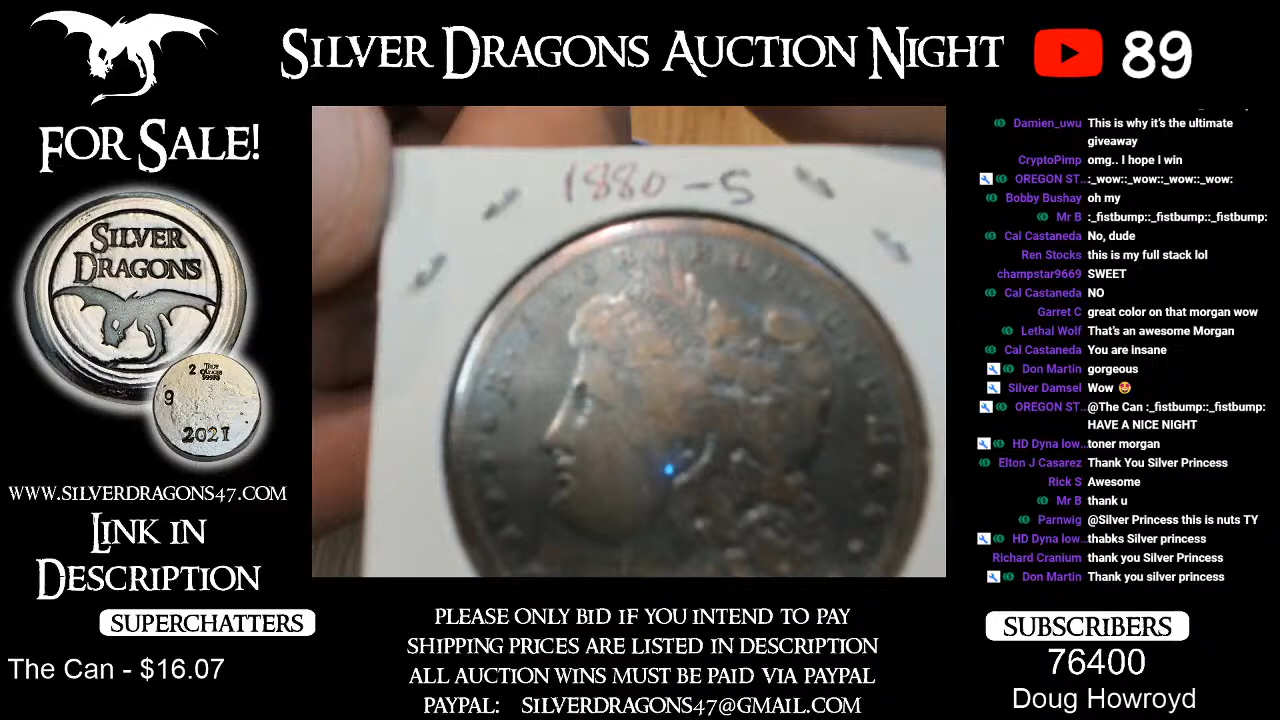 SILVER DRAGONS AUCTION NIGHT
89
FOR SALE!
SILVER
DRAGONS
2 TROY
OUNCES
9
2021
WWW.SILVERDRAGONS47.COM
LINK IN
DESCRIPTION
SUPERCHATTERS
The Can - $16.07
1880-S
PLEASE ONLY BID IF YOU INTEND TO PAY
SHIPPING PRICES ARE LISTED IN DESCRIPTION
ALL AUCTION WINS MUST BE PAID VIA PAYPAL
PAYPAL: SILVERDRAGONS47@GMAIL.COM
Damien_uwu This is why it's the ultimate
giveaway
CryptoPimp omg.. I hope I win
OREGON ST.. :_wow::_wow::_wow::_wow:
Bobby Bushay oh my
Mr B :_fistbump::_fistbump::_fistbump:
Cal Castaneda No, dude
Ren Stocks this is my full stack lol
champstar9669 SWEET
Cal Castaneda NO
Garret C great color on that morgan wow
Lethal Wolf That's an awesome Morgan
Cal Castaneda You are insane
Don Martin gorgeous
Silver Damsel Wow 🤩
OREGON ST.. @The Can :_fistbump::_fistbump:
HAVE A NICE NIGHT
HD Dyna low.. toner morgan
Elton J Casarez Thank You Silver Princess
Rick S Awesome
Mr B thank u
Parnwig @Silver Princess this is nuts TY
HD Dyna low.. thabks Silver princess
Richard Cranium thank you Silver Princess
Don Martin Thank you silver princess
SUBSCRIBERS
76400
Doug Howroyd